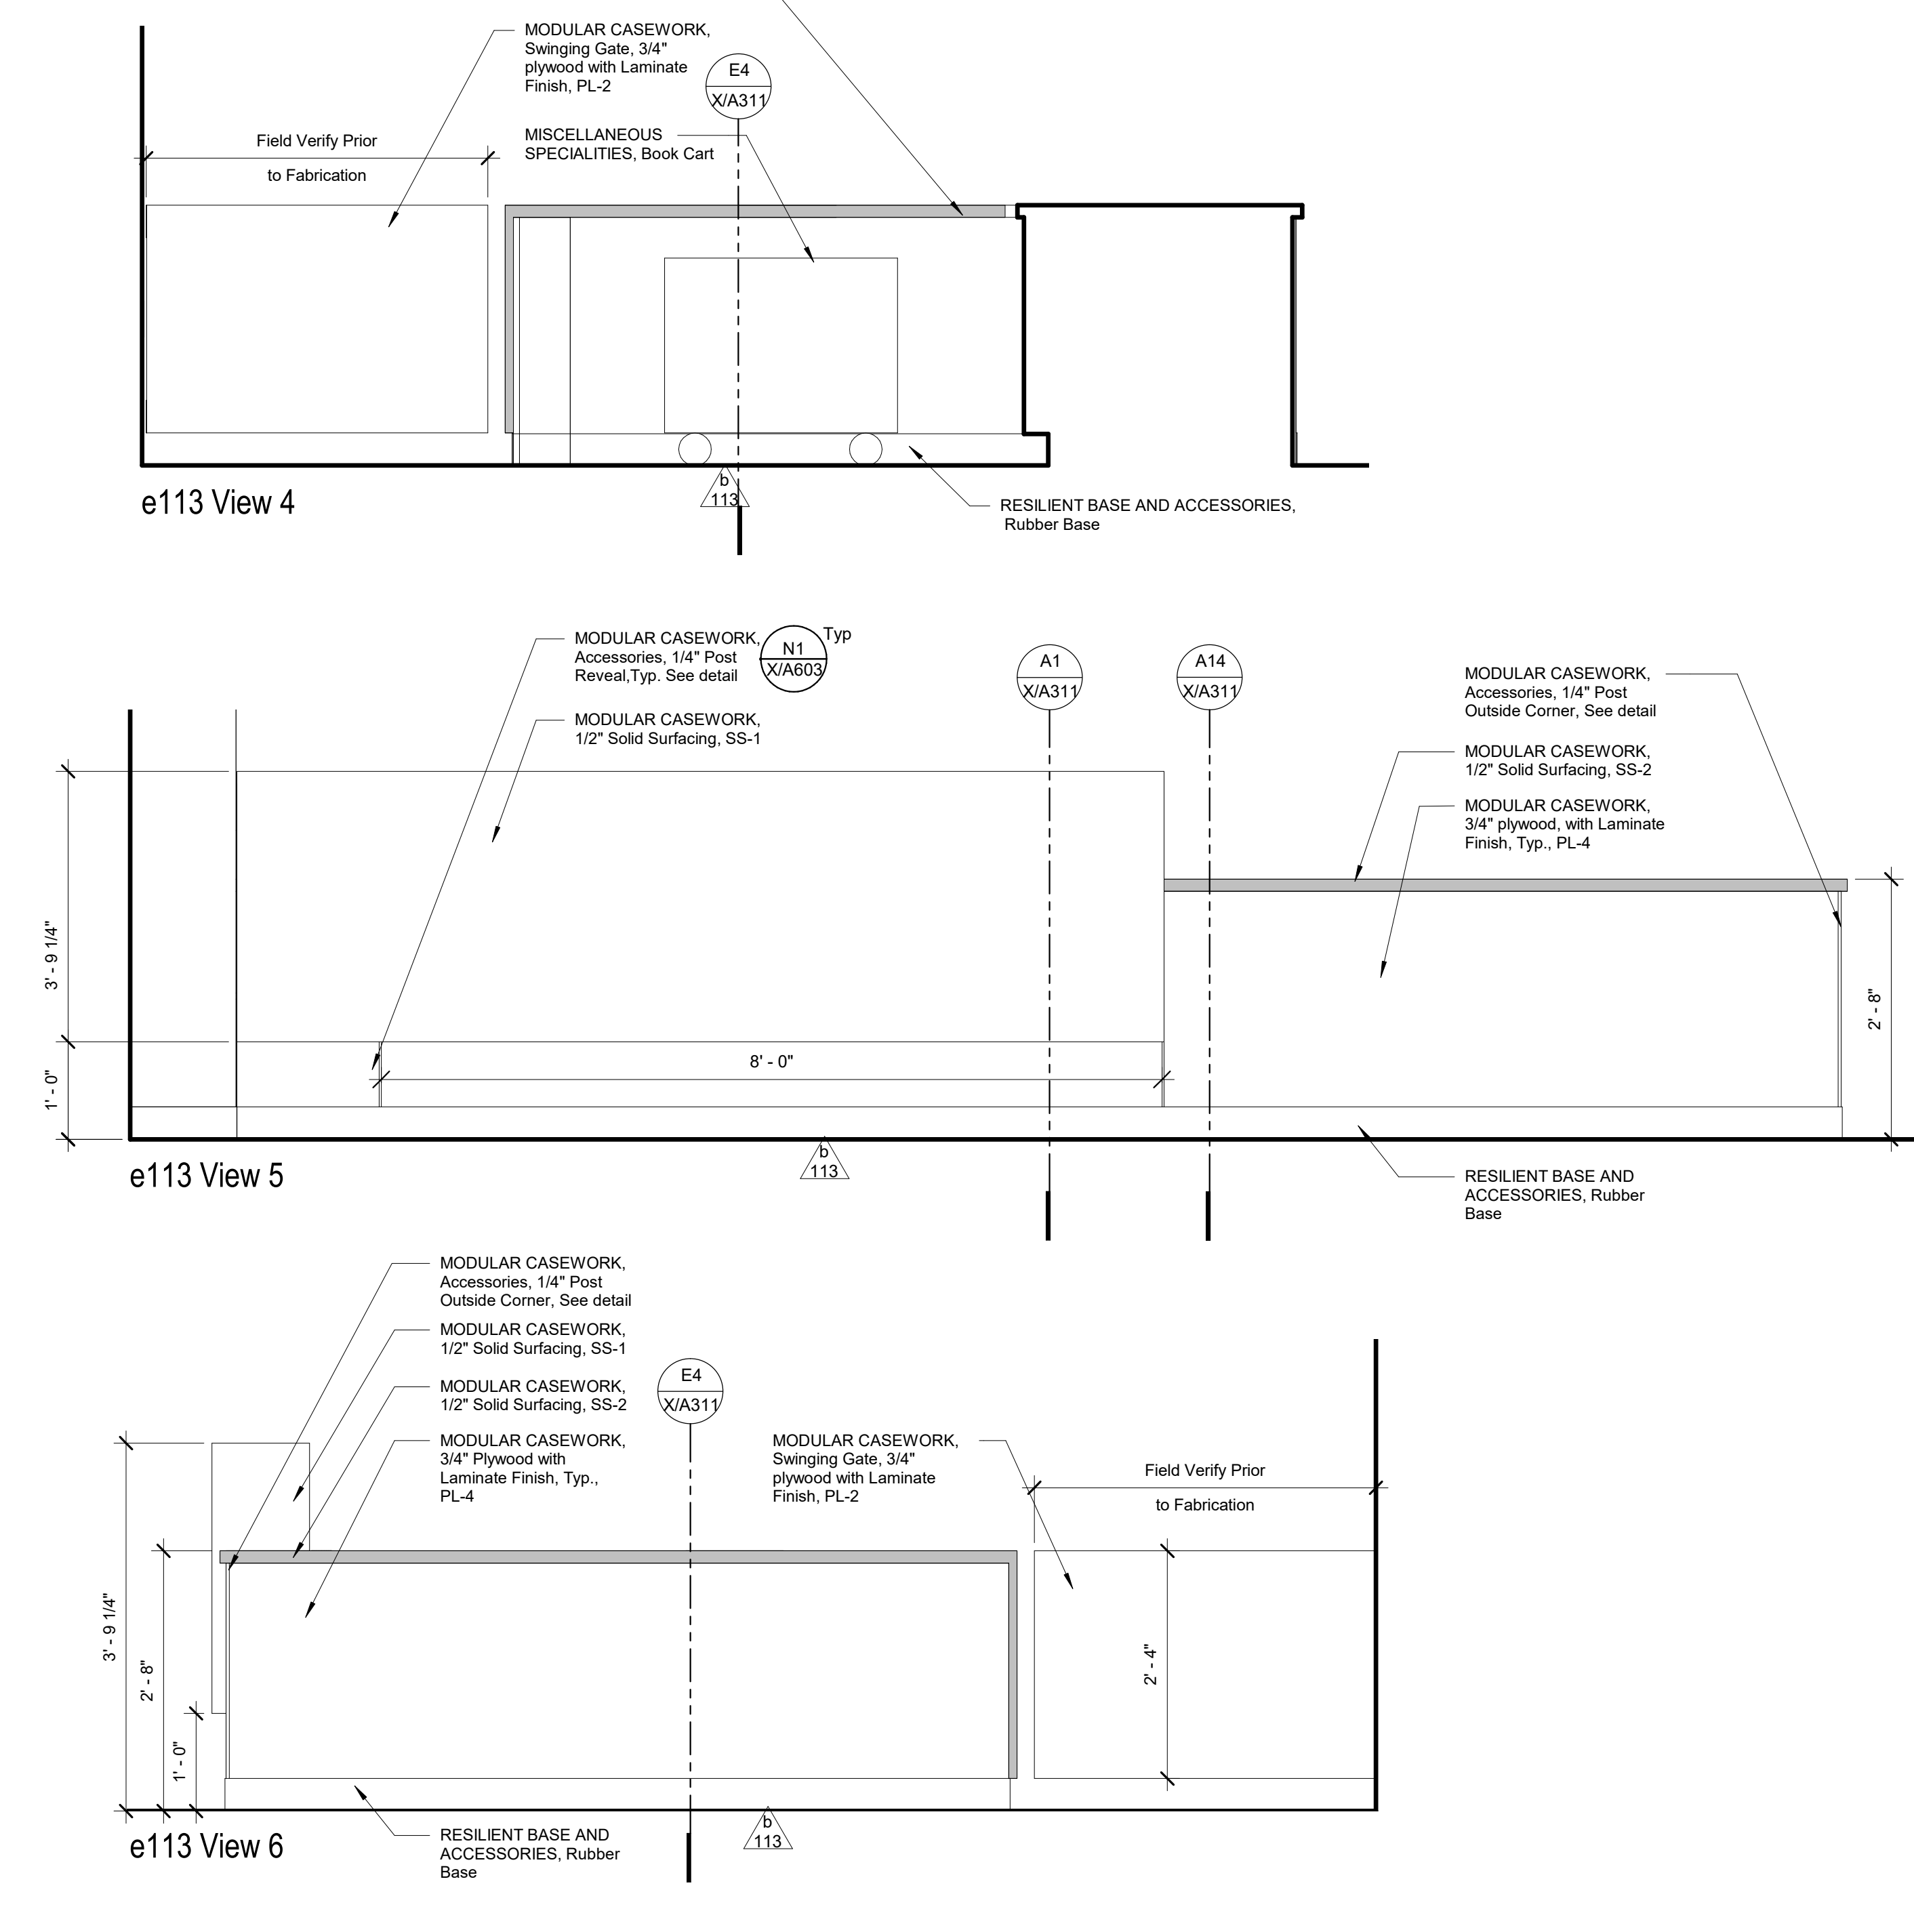 MODULAR CASEWORK,
Swinging Gate, 3/4"
plywood with Laminate
Finish, PL-2
E4
X/A311
MISCELLANEOUS
SPECIALITIES, Book Cart
Field Verify Prior
to Fabrication
b
113
RESILIENT BASE AND ACCESSORIES,
Rubber Base
e113 View 4
MODULAR CASEWORK,
Accessories, 1/4" Post
Reveal,Typ. See detail
N1
X/A603
Typ
MODULAR CASEWORK,
1/2" Solid Surfacing, SS-1
A1
X/A311
A14
X/A311
MODULAR CASEWORK,
Accessories, 1/4" Post
Outside Corner, See detail
MODULAR CASEWORK,
1/2" Solid Surfacing, SS-2
MODULAR CASEWORK,
3/4" plywood, with Laminate
Finish, Typ., PL-4
3' - 9 1/4"
1' - 0"
8' - 0"
2' - 8"
b
113
RESILIENT BASE AND
ACCESSORIES, Rubber
Base
e113 View 5
MODULAR CASEWORK,
Accessories, 1/4" Post
Outside Corner, See detail
MODULAR CASEWORK,
1/2" Solid Surfacing, SS-1
MODULAR CASEWORK,
1/2" Solid Surfacing, SS-2
MODULAR CASEWORK,
3/4" Plywood with
Laminate Finish, Typ.,
PL-4
E4
X/A311
MODULAR CASEWORK,
Swinging Gate, 3/4"
plywood with Laminate
Finish, PL-2
Field Verify Prior
to Fabrication
3' - 9 1/4"
2' - 8"
1' - 0"
2' - 4"
b
113
RESILIENT BASE AND
ACCESSORIES, Rubber
Base
e113 View 6